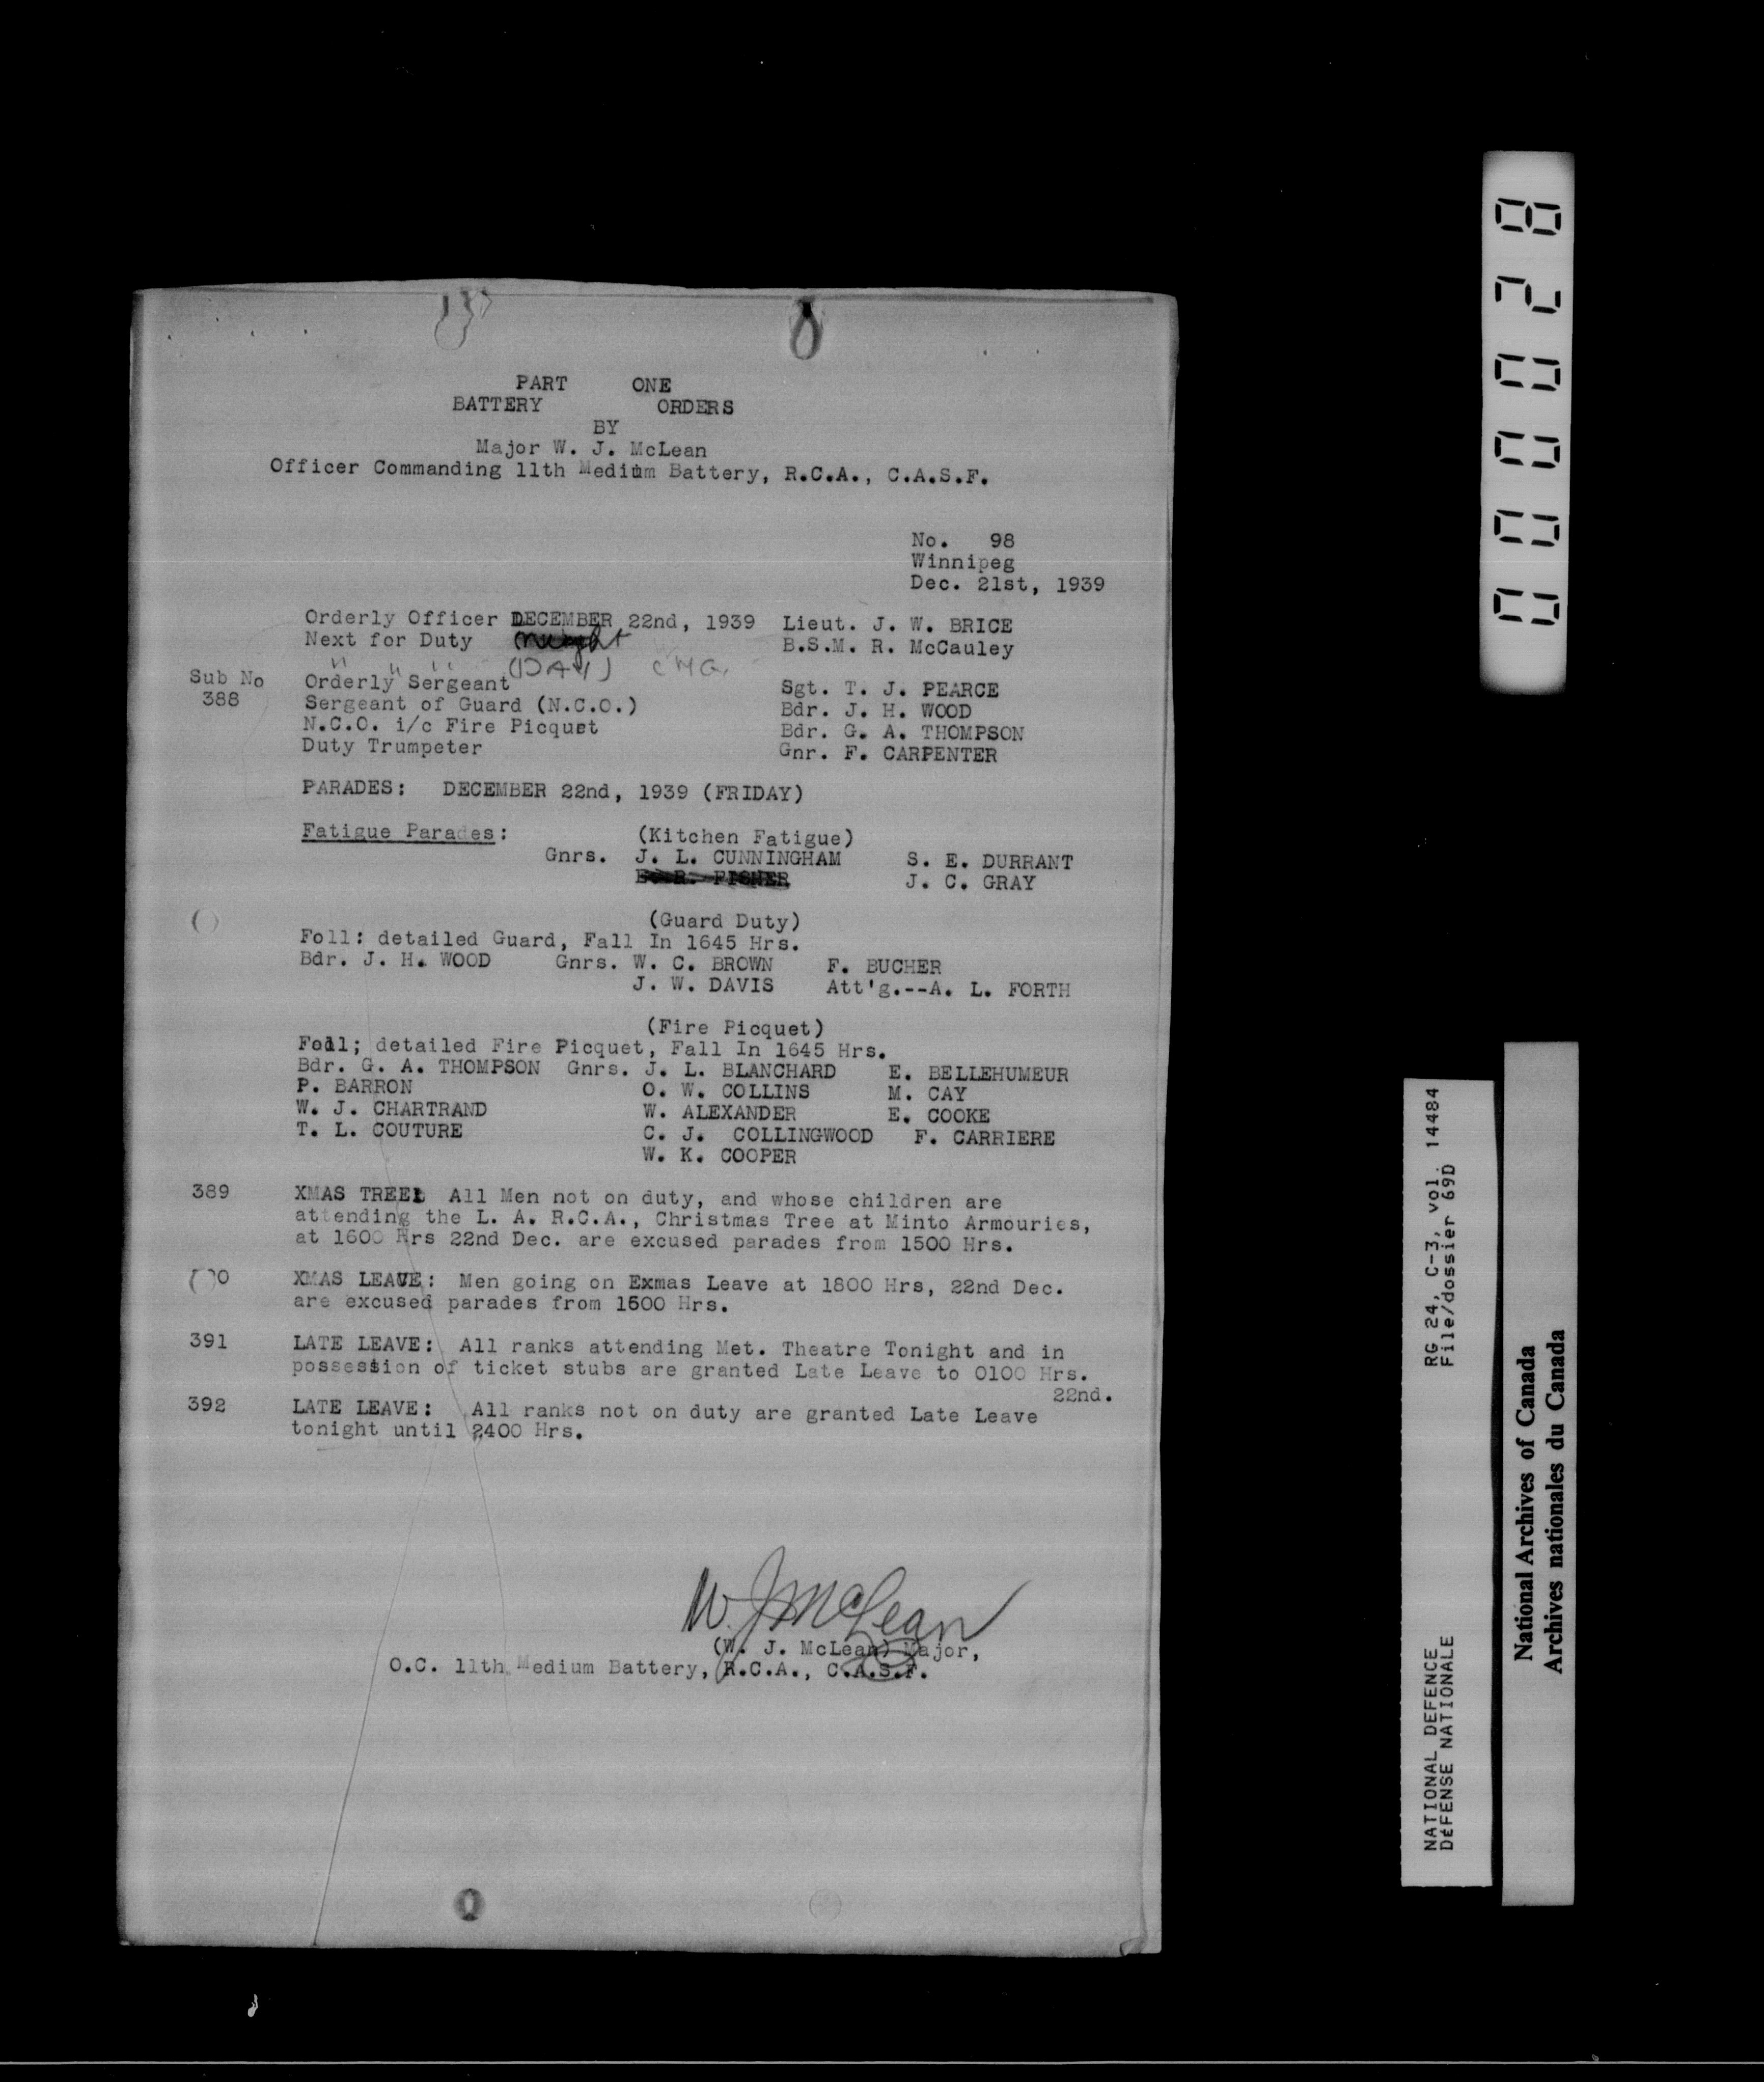 PART ONE
BATTERY ORDERS
BY
Major W. J. McLean
Officer Commanding 11th Medium Battery, R.C.A., C.A.S.F.
No. 98
Winnipeg
Dec. 21st, 1939
Orderly Officer DECEMBER 22nd, 1939 Lieut. J. W. BRICE
Next for Duty B.S.M. R. McCauley
" " " (DAY)
Sub No
388
Orderly Sergeant Sgt. T. J. PEARCE
Sergeant of Guard (N.C.O.) Bdr. J. H. WOOD
N.C.O. i/c Fire Picquet Bdr. G. A. THOMPSON
Duty Trumpeter Gnr. F. CARPENTER
PARADES: DECEMBER 22nd, 1939 (FRIDAY)
Fatigue Parades: (Kitchen Fatigue)
Gnrs. J. L. CUNNINGHAM S. E. DURRANT
R. FISHER J. C. GRAY
(Guard Duty)
Foll: detailed Guard, Fall In 1645 Hrs.
Bdr. J. H. WOOD Gnrs. W. C. BROWN F. BUCHER
J. W. DAVIS Att'g.--A. L. FORTH
(Fire Picquet)
Foll; detailed Fire Picquet, Fall In 1645 Hrs.
Bdr. G. A. THOMPSON Gnrs. J. L. BLANCHARD E. BELLEHUMEUR
P. BARRON O. W. COLLINS M. CAY
W. J. CHARTRAND W. ALEXANDER E. COOKE
T. L. COUTURE C. J. COLLINGWOOD F. CARRIERE
W. K. COOPER
389 XMAS TREE: All Men not on duty, and whose children are
attending the L. A. R.C.A., Christmas Tree at Minto Armouries,
at 1600 Hrs 22nd Dec. are excused parades from 1500 Hrs.
0 XMAS LEAVE: Men going on Exmas Leave at 1800 Hrs, 22nd Dec.
are excused parades from 1500 Hrs.
391 LATE LEAVE: All ranks attending Met. Theatre Tonight and in
possession of ticket stubs are granted Late Leave to 0100 Hrs.
22nd.
392 LATE LEAVE: All ranks not on duty are granted Late Leave
tonight until 2400 Hrs.
W. J. McLean
(W. J. McLean) Major,
O.C. 11th Medium Battery, R.C.A., C.A.S.F.
000028
NATIONAL DEFENCE RG 24, C-3, vol. 14484
DÉFENSE NATIONALE File/dossier 69D
National Archives of Canada
Archives nationales du Canada